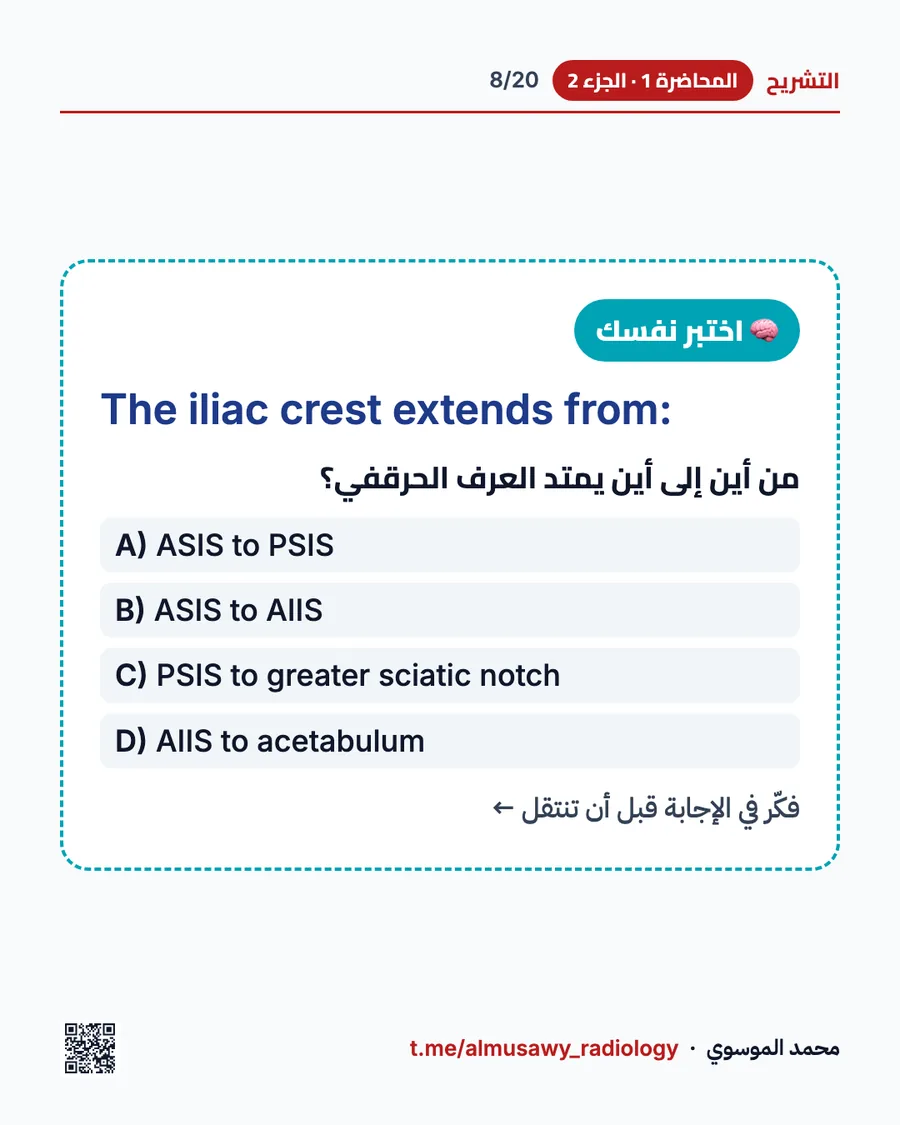 التشريح المحاضرة 1 · الجزء 2 8/20
🧠 اختبر نفسك
The iliac crest extends from:
من أين إلى أين يمتد العرف الحرقفي؟
A) ASIS to PSIS
B) ASIS to AIIS
C) PSIS to greater sciatic notch
D) AIIS to acetabulum
فكّر في الإجابة قبل أن تنتقل ←
محمد الموسوي · t.me/almusawy_radiology